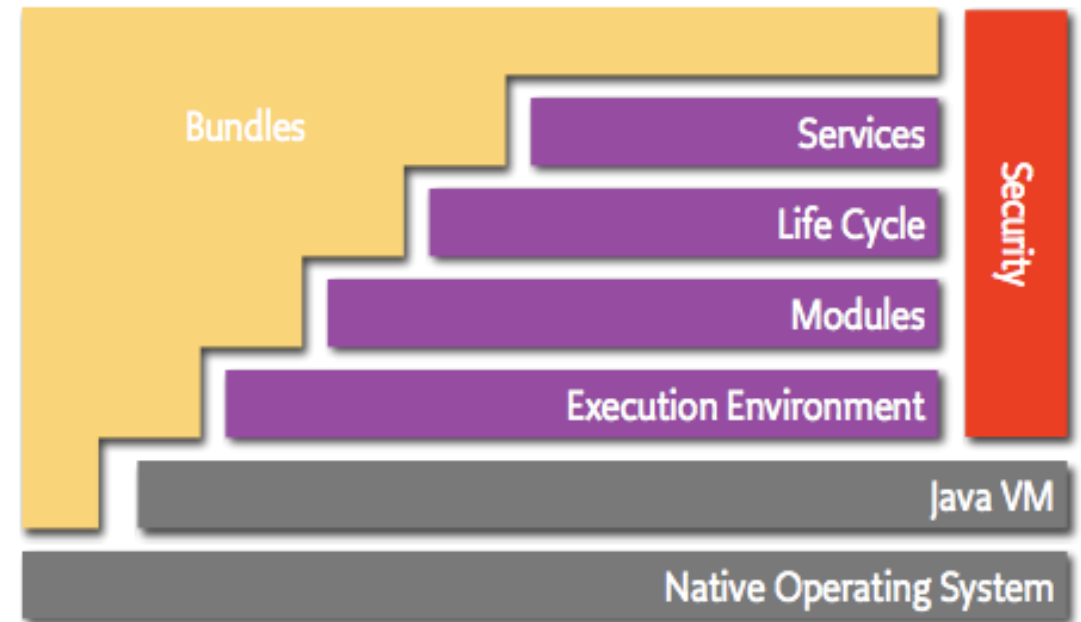 Bundles
Services
Life Cycle
Modules
Execution Environment
Security
Java VM
Native Operating System